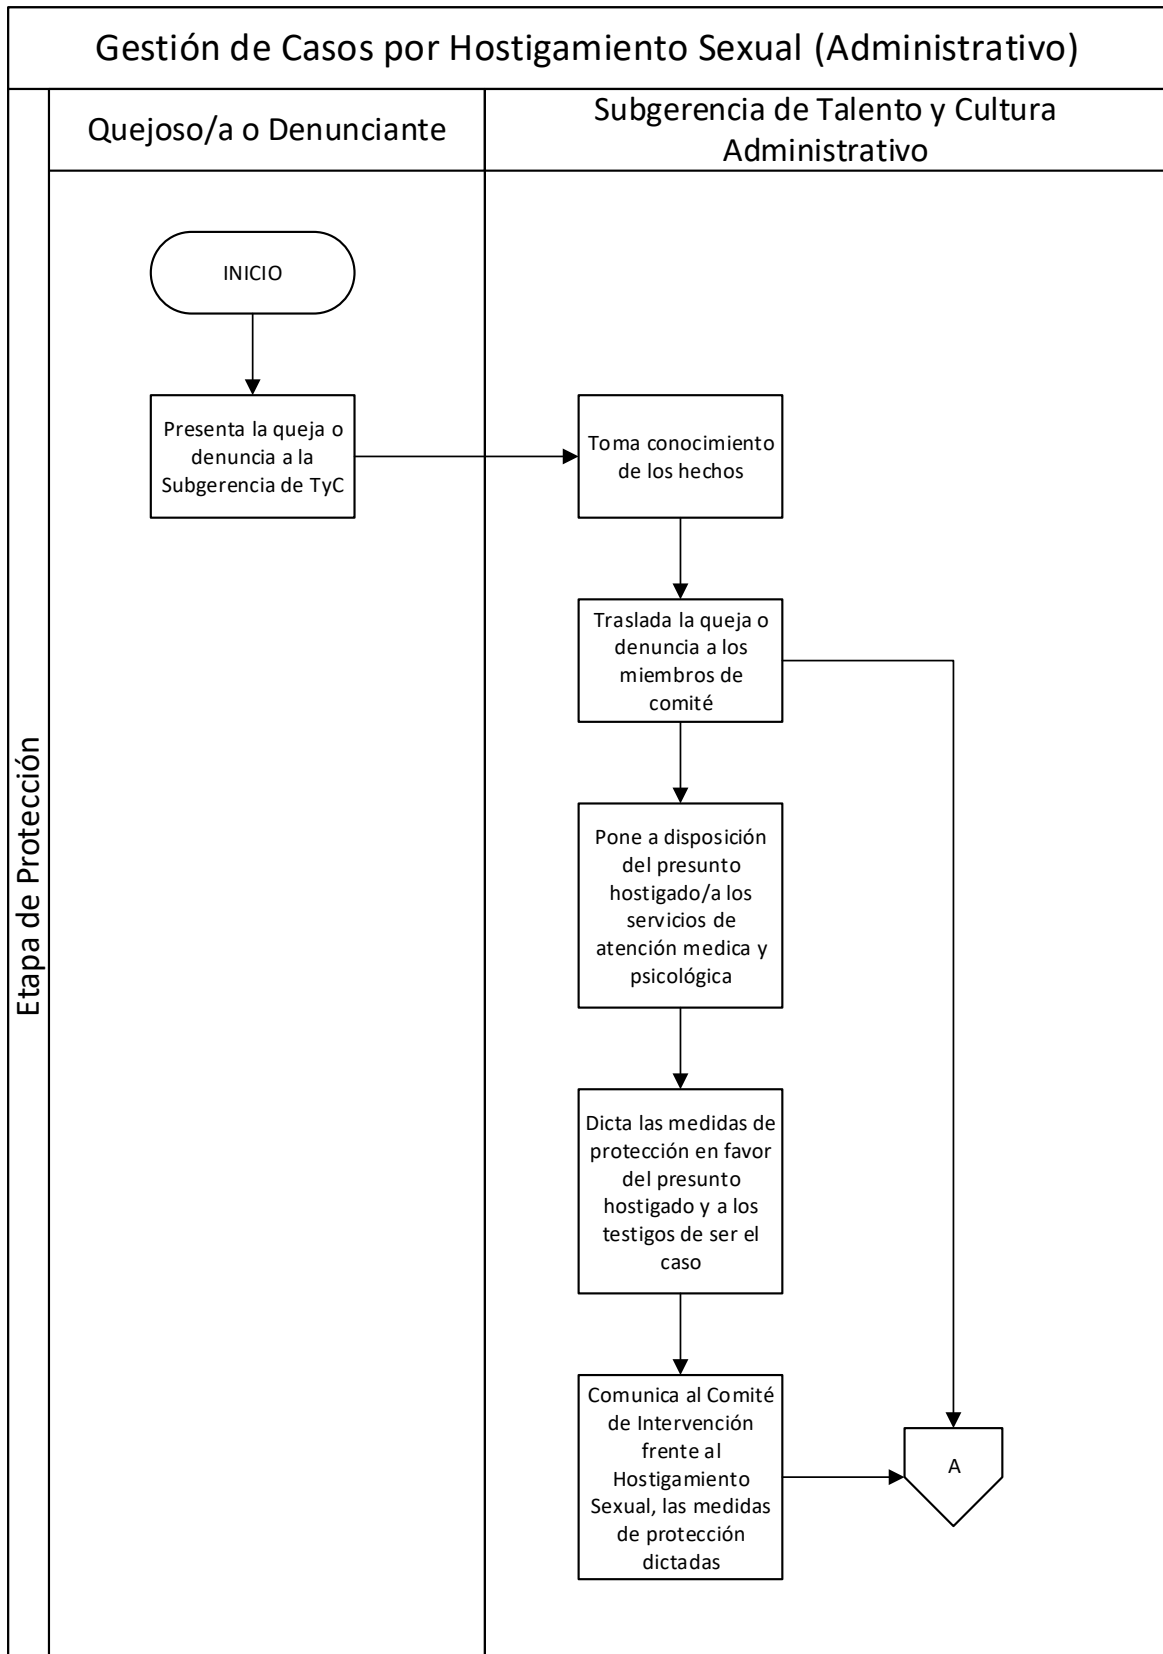 Gestión de Casos por Hostigamiento Sexual (Administrativo)
Quejoso/a o Denunciante
Subgerencia de Talento y Cultura
Administrativo
Etapa de Protección
INICIO
Presenta la queja o
denuncia a la
Subgerencia de TyC
Toma conocimiento
de los hechos
Traslada la queja o
denuncia a los
miembros de
comité
Pone a disposición
del presunto
hostigado/a los
servicios de
atención medica y
psicológica
Dicta las medidas de
protección en favor
del presunto
hostigado y a los
testigos de ser el
caso
Comunica al Comité
de Intervención
frente al
Hostigamiento
Sexual, las medidas
de protección
dictadas
A